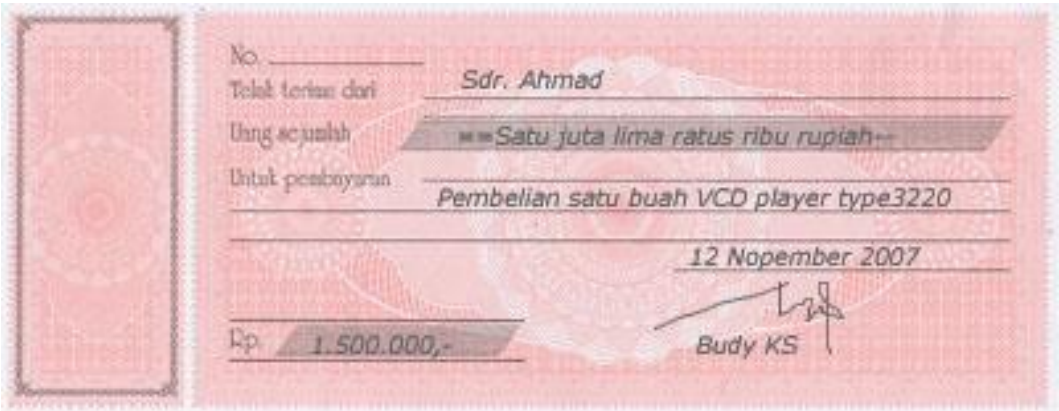 No.
Telah terima dari Sdr. Ahmad
Uang sejumlah ==Satu juta lima ratus ribu rupiah--
Untuk pembayaran
Pembelian satu buah VCD player type3220
12 Nopember 2007
Rp. 1.500.000,- Budy KS